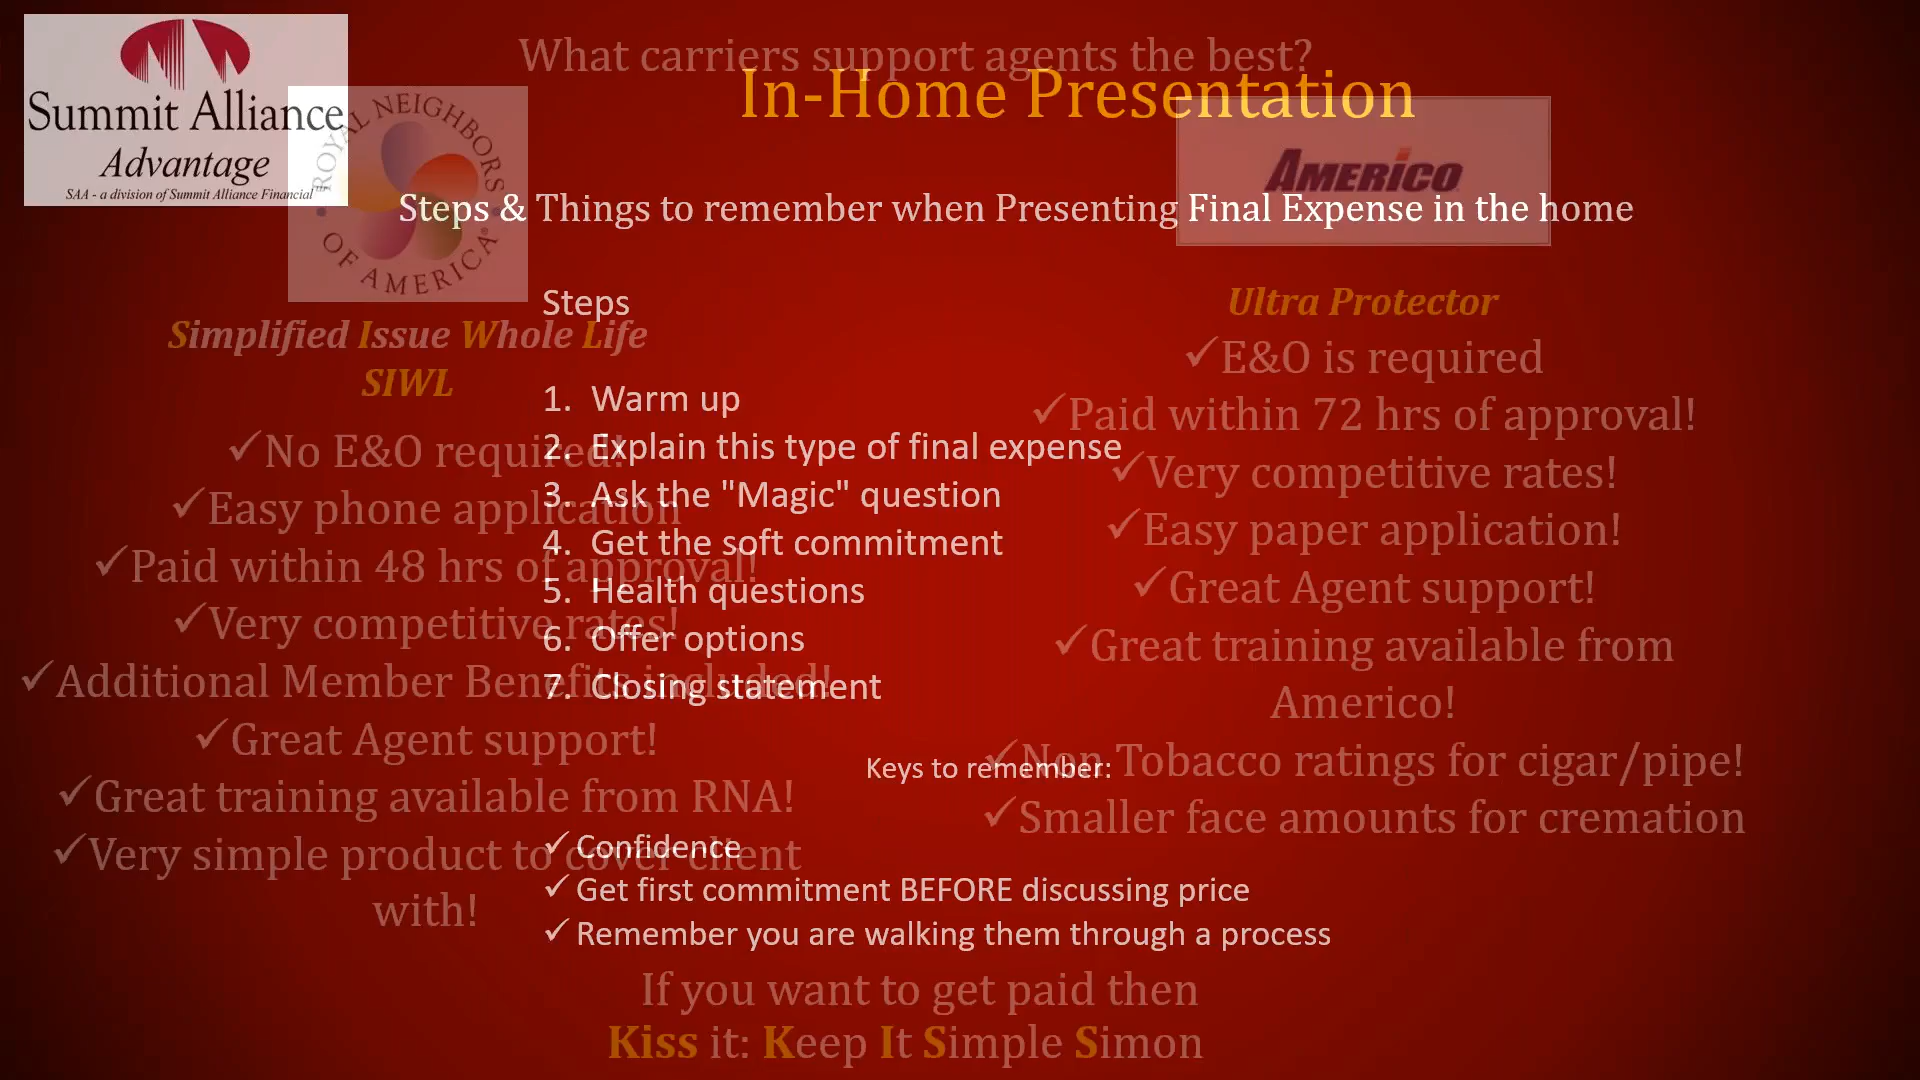 Summit Alliance
Advantage
SAA - a division of Summit Alliance Financial LLC
What carriers support agents the best?
In-Home Presentation
ROYAL NEIGHBORS OF AMERICA®
AMERICO
Steps & Things to remember when Presenting Final Expense in the home
Steps
1. Warm up
2. Explain this type of final expense
3. Ask the "Magic" question
4. Get the soft commitment
5. Health questions
6. Offer options
7. Closing statement
Keys to remember:
✓Confidence
✓Get first commitment BEFORE discussing price
✓Remember you are walking them through a process
Simplified Issue Whole Life
SIWL
✓No E&O required!
✓Easy phone application
✓Paid within 48 hrs of approval!
✓Very competitive rates!
✓Additional Member Benefits included!
✓Great Agent support!
✓Great training available from RNA!
✓Very simple product to cover client
with!
Ultra Protector
✓E&O is required
✓Paid within 72 hrs of approval!
✓Very competitive rates!
✓Easy paper application!
✓Great Agent support!
✓Great training available from
Americo!
✓Non Tobacco ratings for cigar/pipe!
✓Smaller face amounts for cremation
If you want to get paid then
Kiss it: Keep It Simple Simon